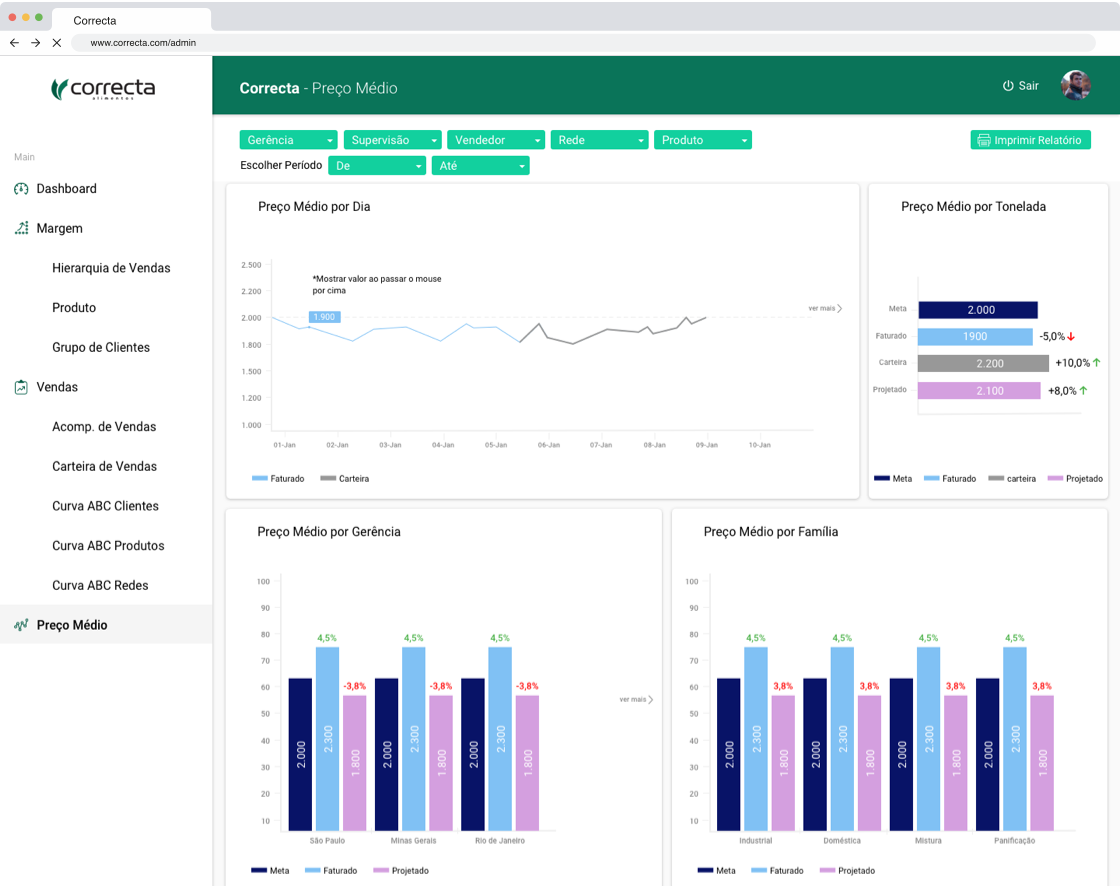 Correcta
www.correcta.com/admin
correcta
alimentos
Correcta - Preço Médio
Sair
Main
Dashboard
Margem
Hierarquia de Vendas
Produto
Grupo de Clientes
Vendas
Acomp. de Vendas
Carteira de Vendas
Curva ABC Clientes
Curva ABC Produtos
Curva ABC Redes
Preço Médio
Gerência Supervisão Vendedor Rede Produto Imprimir Relatório
Escolher Período De Até
Preço Médio por Dia
2.500
2.200
2.000
1.800
1.500
1.200
1.000
*Mostrar valor ao passar o mouse
por cima
1.900
ver mais
01-Jan 02-Jan 03-Jan 04-Jan 05-Jan 06-Jan 07-Jan 08-Jan 09-Jan 10-Jan
Faturado Carteira
Preço Médio por Tonelada
Meta 2.000
Faturado 1900 -5,0%
Carteira 2.200 +10,0%
Projetado 2.100 +8,0%
Meta Faturado carteira Projetado
Preço Médio por Gerência
100
90
80
70
60
50
40
30
20
10
4,5% 4,5% 4,5%
-3,8% -3,8% -3,8%
2.000 2.300 1.800 2.000 2.300 1.800 2.000 2.300 1.800
ver mais
São Paulo Minas Gerais Rio de Janeiro
Meta Faturado Projetado
Preço Médio por Família
100
90
80
70
60
50
40
30
20
10
4,5% 4,5% 4,5% 4,5%
3,8% 3,8% 3,8% 3,8%
2.000 2.300 1.800 2.000 2.300 1.800 2.000 2.300 1.800 2.000 2.300 1.800
Industrial Doméstica Mistura Panificação
Meta Faturado Projetado